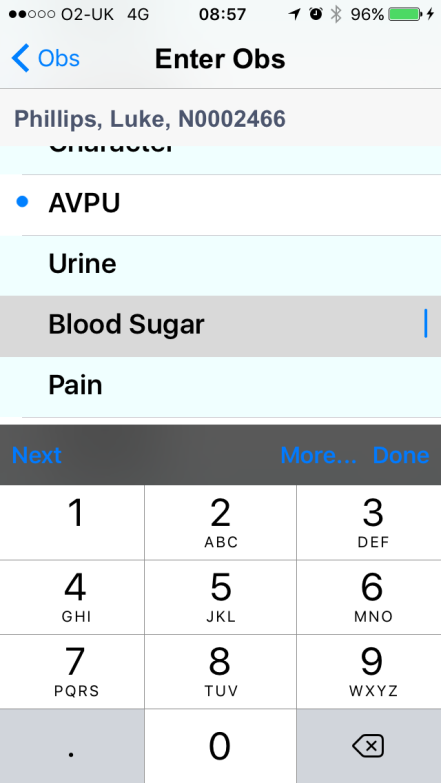 O2-UK 4G 08:57 96%
Obs Enter Obs
Phillips, Luke, N0002466
Character
AVPU
Urine
Blood Sugar
Pain
Next More... Done
1 2 3
ABC DEF
4 5 6
GHI JKL MNO
7 8 9
PQRS TUV WXYZ
. 0